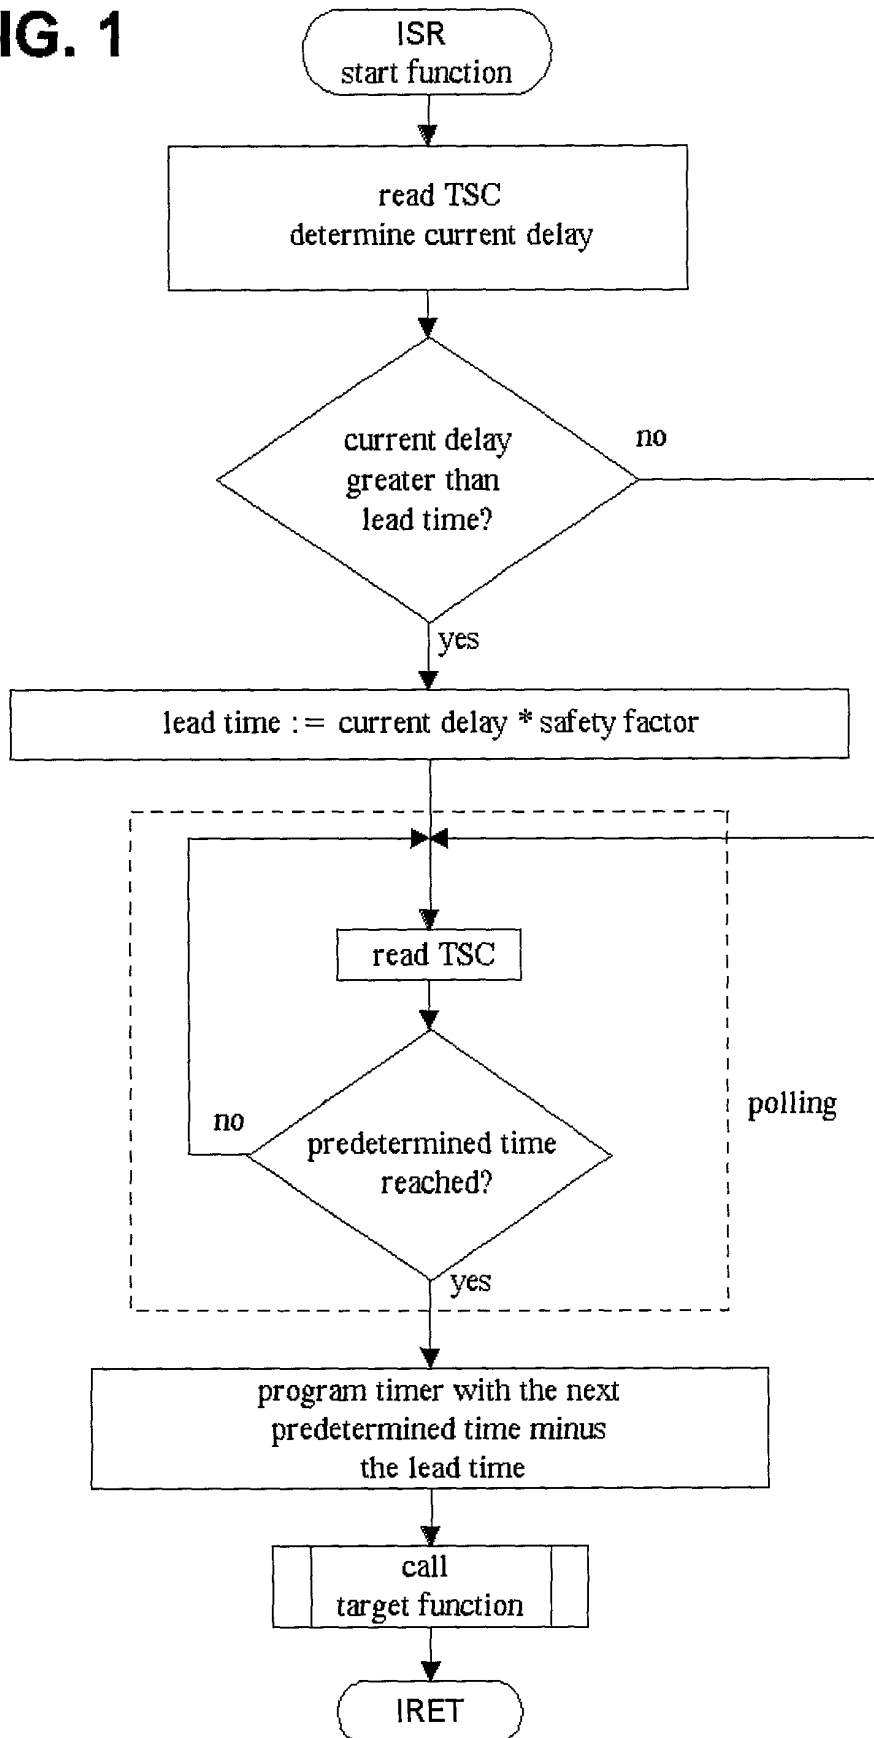 IG. 1
ISR
start function
read TSC
determine current delay
current delay
greater than
lead time?
no
yes
lead time := current delay * safety factor
read TSC
predetermined time
reached?
no
polling
yes
program timer with the next
predetermined time minus
the lead time
call
target function
IRET